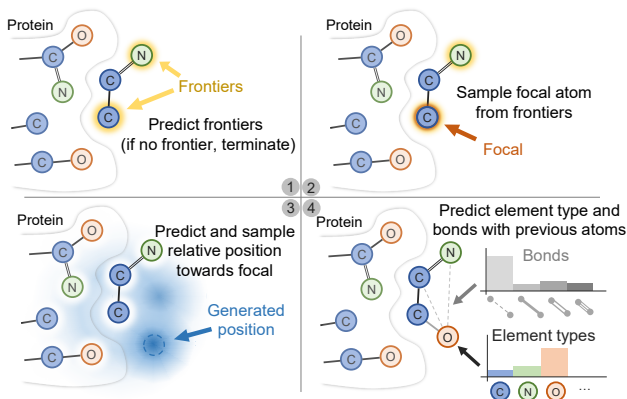 Protein
O
C
N
C
C
O
N
C
C
Frontiers
Predict frontiers
(if no frontier, terminate)
1
Protein
O
C
N
C
C
O
N
C
C
Sample focal atom
from frontiers
Focal
2
3
Protein
O
C
N
C
C
O
N
C
C
Predict and sample
relative position
towards focal
Generated
position
4
Protein
O
C
N
C
C
O
N
C
C
O
Predict element type and
bonds with previous atoms
Bonds
Element types
C
N
O
...